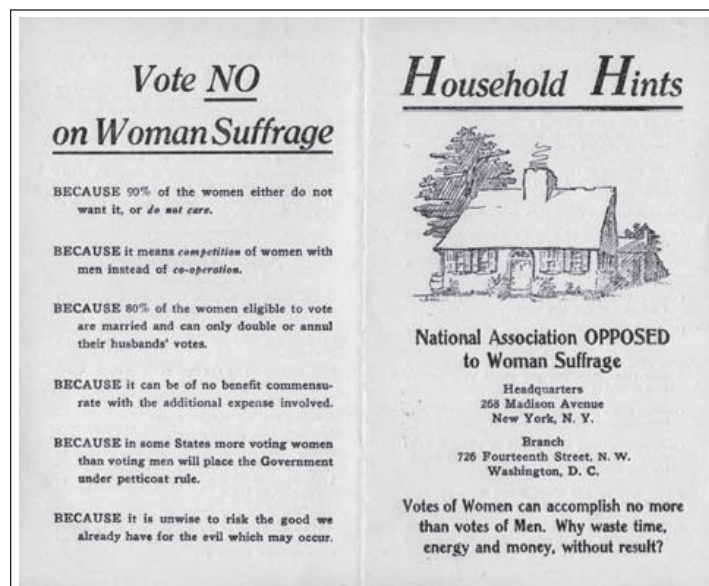 Vote NO
on Woman Suffrage
BECAUSE 90% of the women either do not
want it, or do not care.
BECAUSE it means competition of women with
men instead of co-operation.
BECAUSE 80% of the women eligible to vote
are married and can only double or annul
their husbands' votes.
BECAUSE it can be of no benefit commensu-
rate with the additional expense involved.
BECAUSE in some States more voting women
than voting men will place the Government
under petticoat rule.
BECAUSE it is unwise to risk the good we
already have for the evil which may occur.
Household Hints
National Association OPPOSED
to Woman Suffrage
Headquarters
268 Madison Avenue
New York, N. Y.
Branch
726 Fourteenth Street, N. W.
Washington, D. C.
Votes of Women can accomplish no more
than votes of Men. Why waste time,
energy and money, without result?